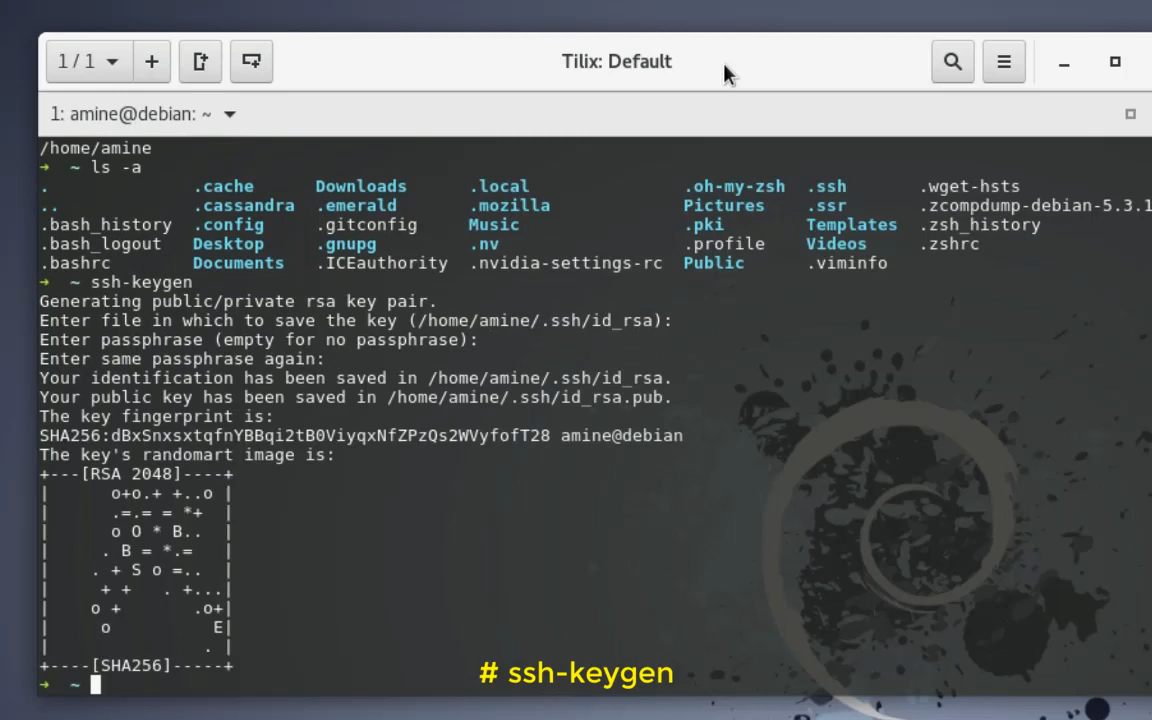 1 / 1
Tilix: Default
1: amine@debian: ~
/home/amine
➜  ~ ls -a
.                .cache      Downloads      .local                .oh-my-zsh  .ssh       .wget-hsts
..               .cassandra  .emerald       .mozilla              Pictures    .ssr       .zcompdump-debian-5.3.1
.bash_history    .config     .gitconfig     Music                 .pki        Templates  .zsh_history
.bash_logout     Desktop     .gnupg         .nv                   .profile    Videos     .zshrc
.bashrc          Documents   .ICEauthority  .nvidia-settings-rc   Public      .viminfo
➜  ~ ssh-keygen
Generating public/private rsa key pair.
Enter file in which to save the key (/home/amine/.ssh/id_rsa):
Enter passphrase (empty for no passphrase):
Enter same passphrase again:
Your identification has been saved in /home/amine/.ssh/id_rsa.
Your public key has been saved in /home/amine/.ssh/id_rsa.pub.
The key fingerprint is:
SHA256:dBxSnxsxtqfnYBBqi2tB0ViyqxNfZPzQs2WVyfofT28 amine@debian
The key's randomart image is:
+---[RSA 2048]----+
|      o+o.+ +..o |
|      .=.= = *+  |
|      o O * B..  |
|     . B = *.=   |
|    . + S o =..  |
|     + +   . +...|
|    o +       .o+|
|     o          E|
|               . |
+----[SHA256]-----+
➜  ~
# ssh-keygen